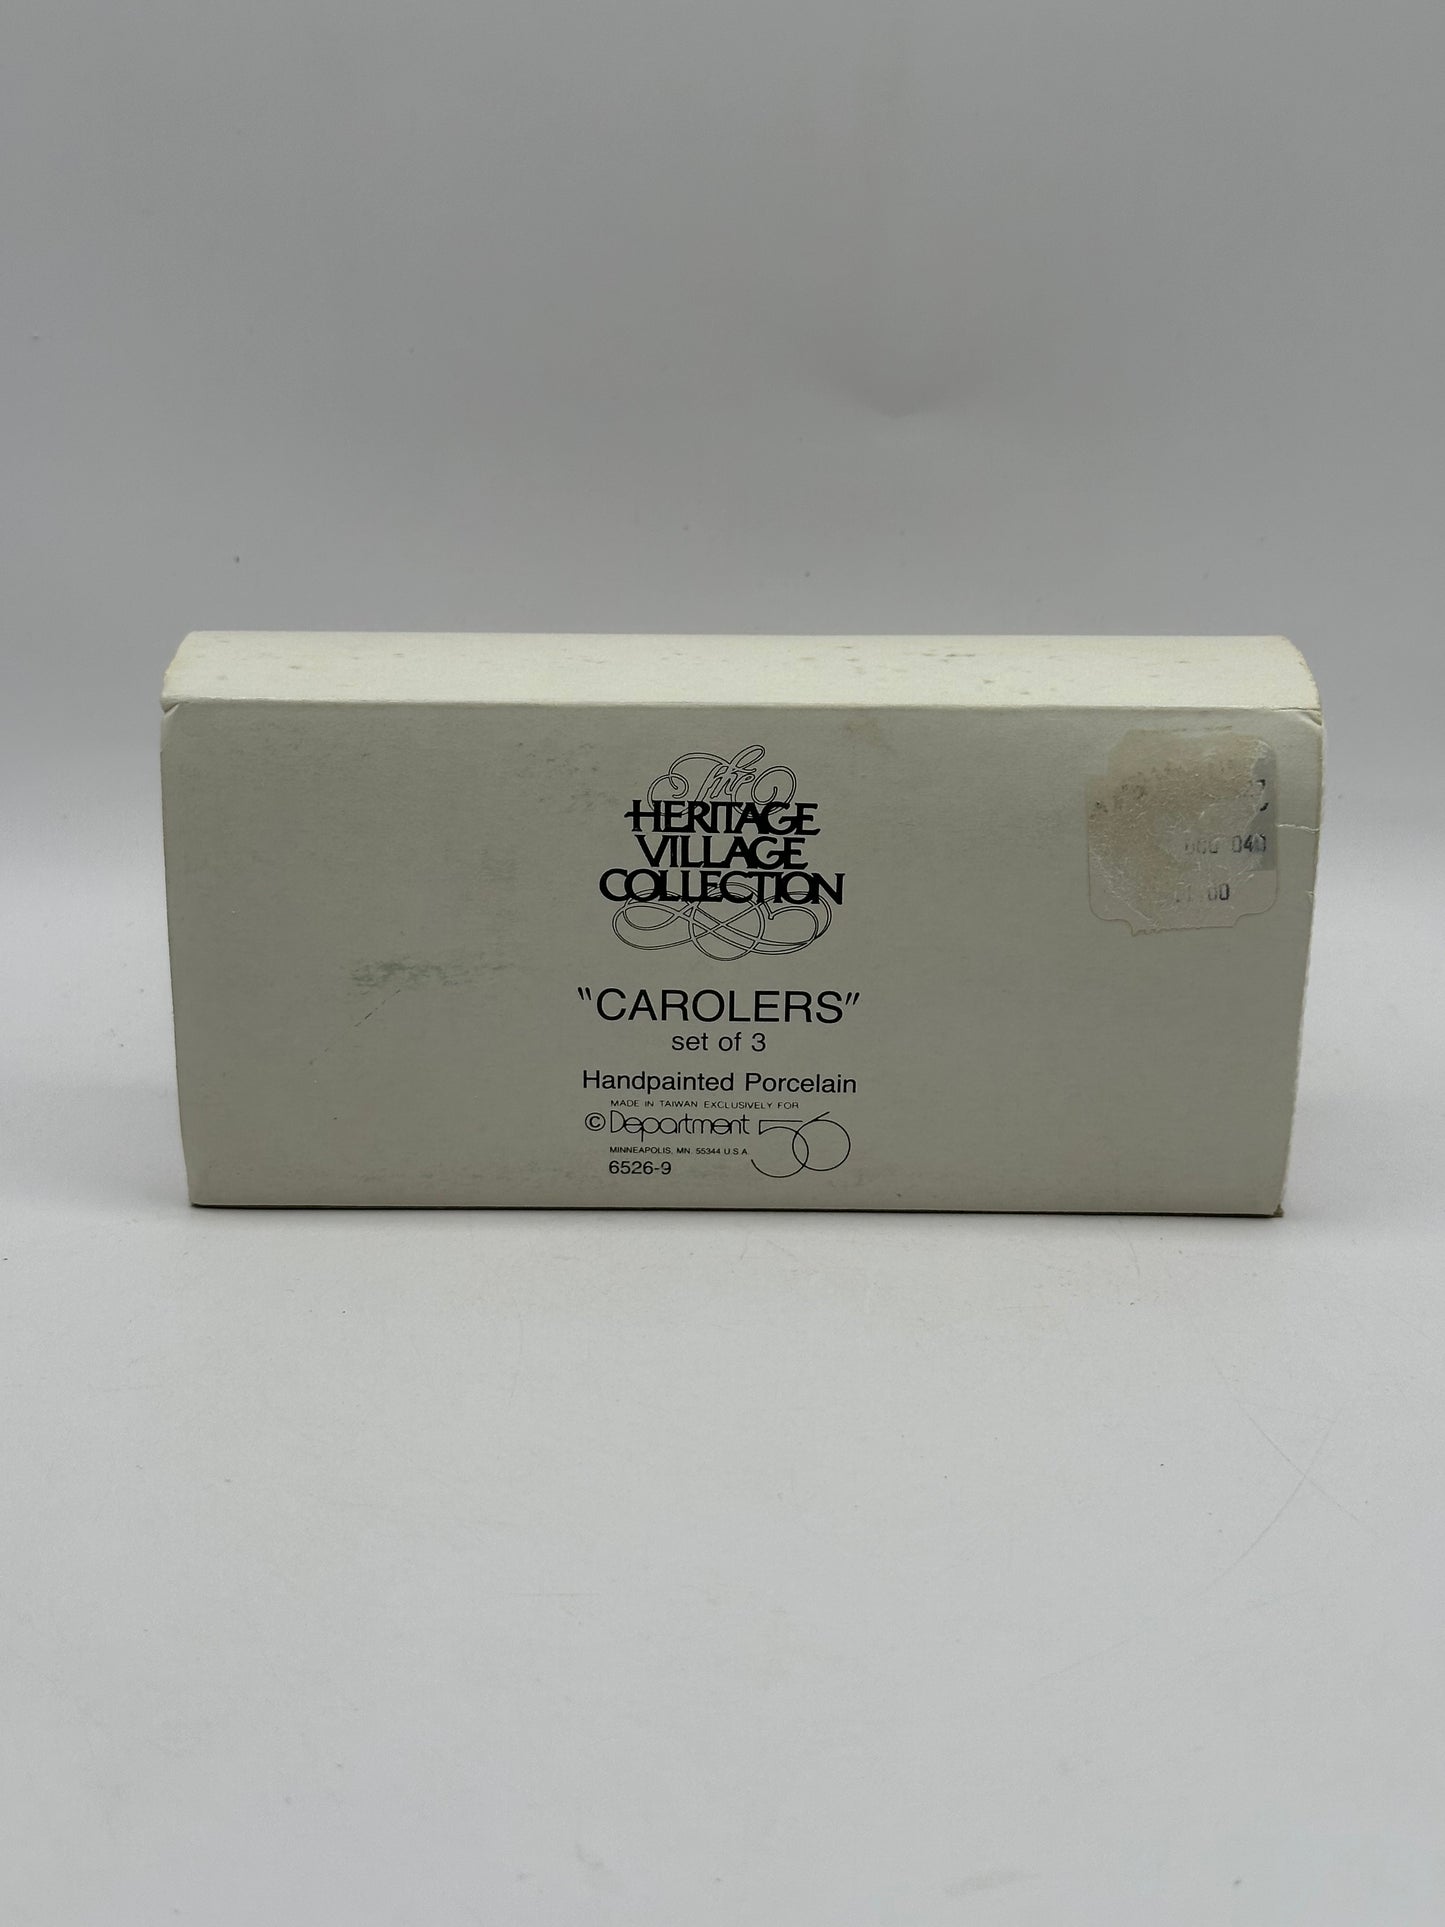 The
HERITAGE
VILLAGE
COLLECTION
"CAROLERS"
set of 3
Handpainted Porcelain
MADE IN TAIWAN EXCLUSIVELY FOR
© Department 56
MINNEAPOLIS, MN 55344 U.S.A.
6526-9
040